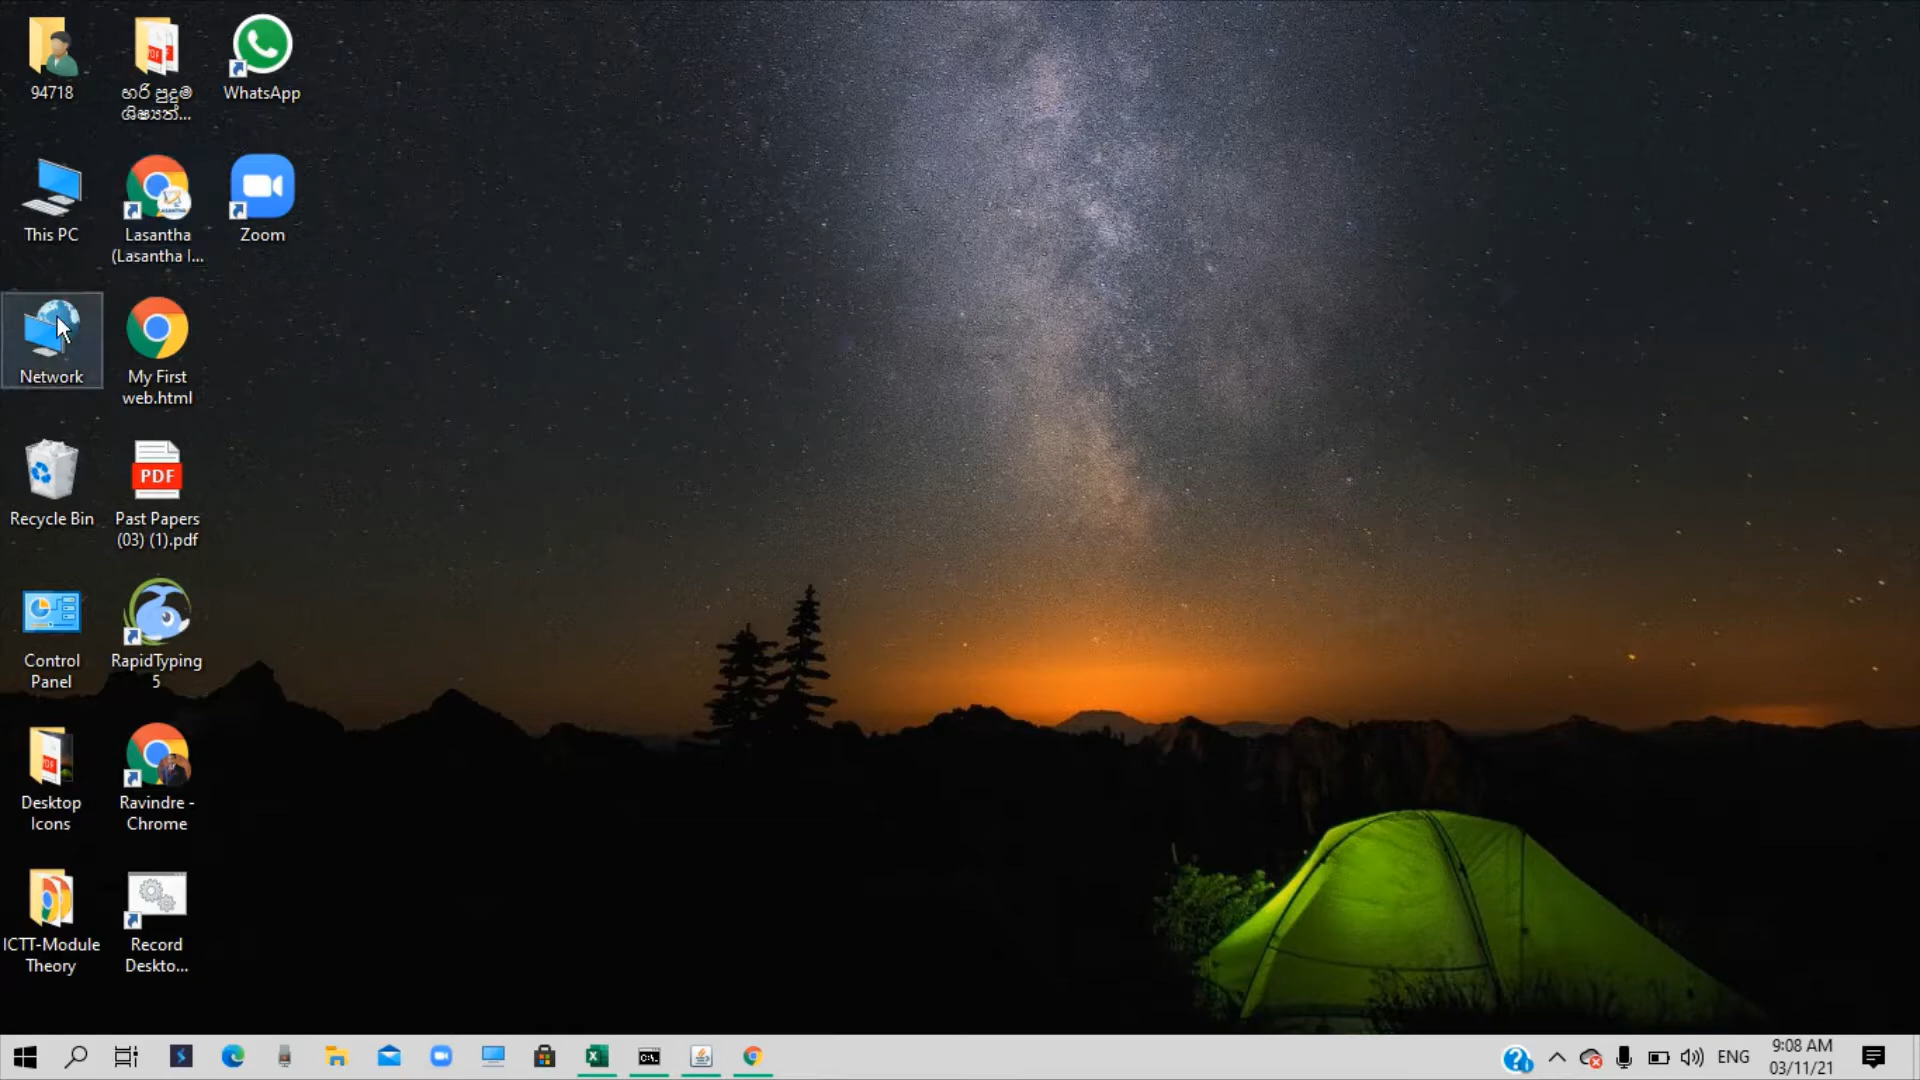 94718
හරි පුදුම
ශිෂ්‍යත්...
WhatsApp
This PC
Lasantha
(Lasantha I...
Zoom
Network
My First
web.html
Recycle Bin
PDF
Past Papers
(03) (1).pdf
Control
Panel
RapidTyping
5
Desktop
Icons
Ravindre -
Chrome
ICTT-Module
Theory
Record
Deskto...
ENG
9:08 AM
03/11/21